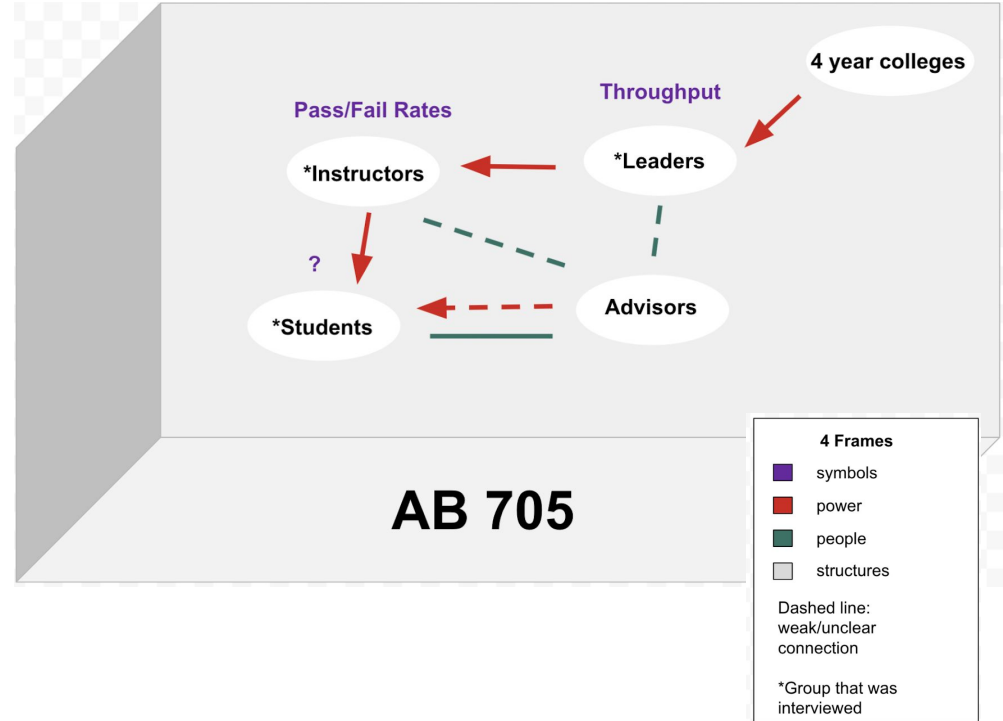 4 year colleges
Throughput
Pass/Fail Rates
*Leaders
*Instructors
?
Advisors
*Students
AB 705
4 Frames
symbols
power
people
structures
Dashed line:
weak/unclear
connection
*Group that was
interviewed